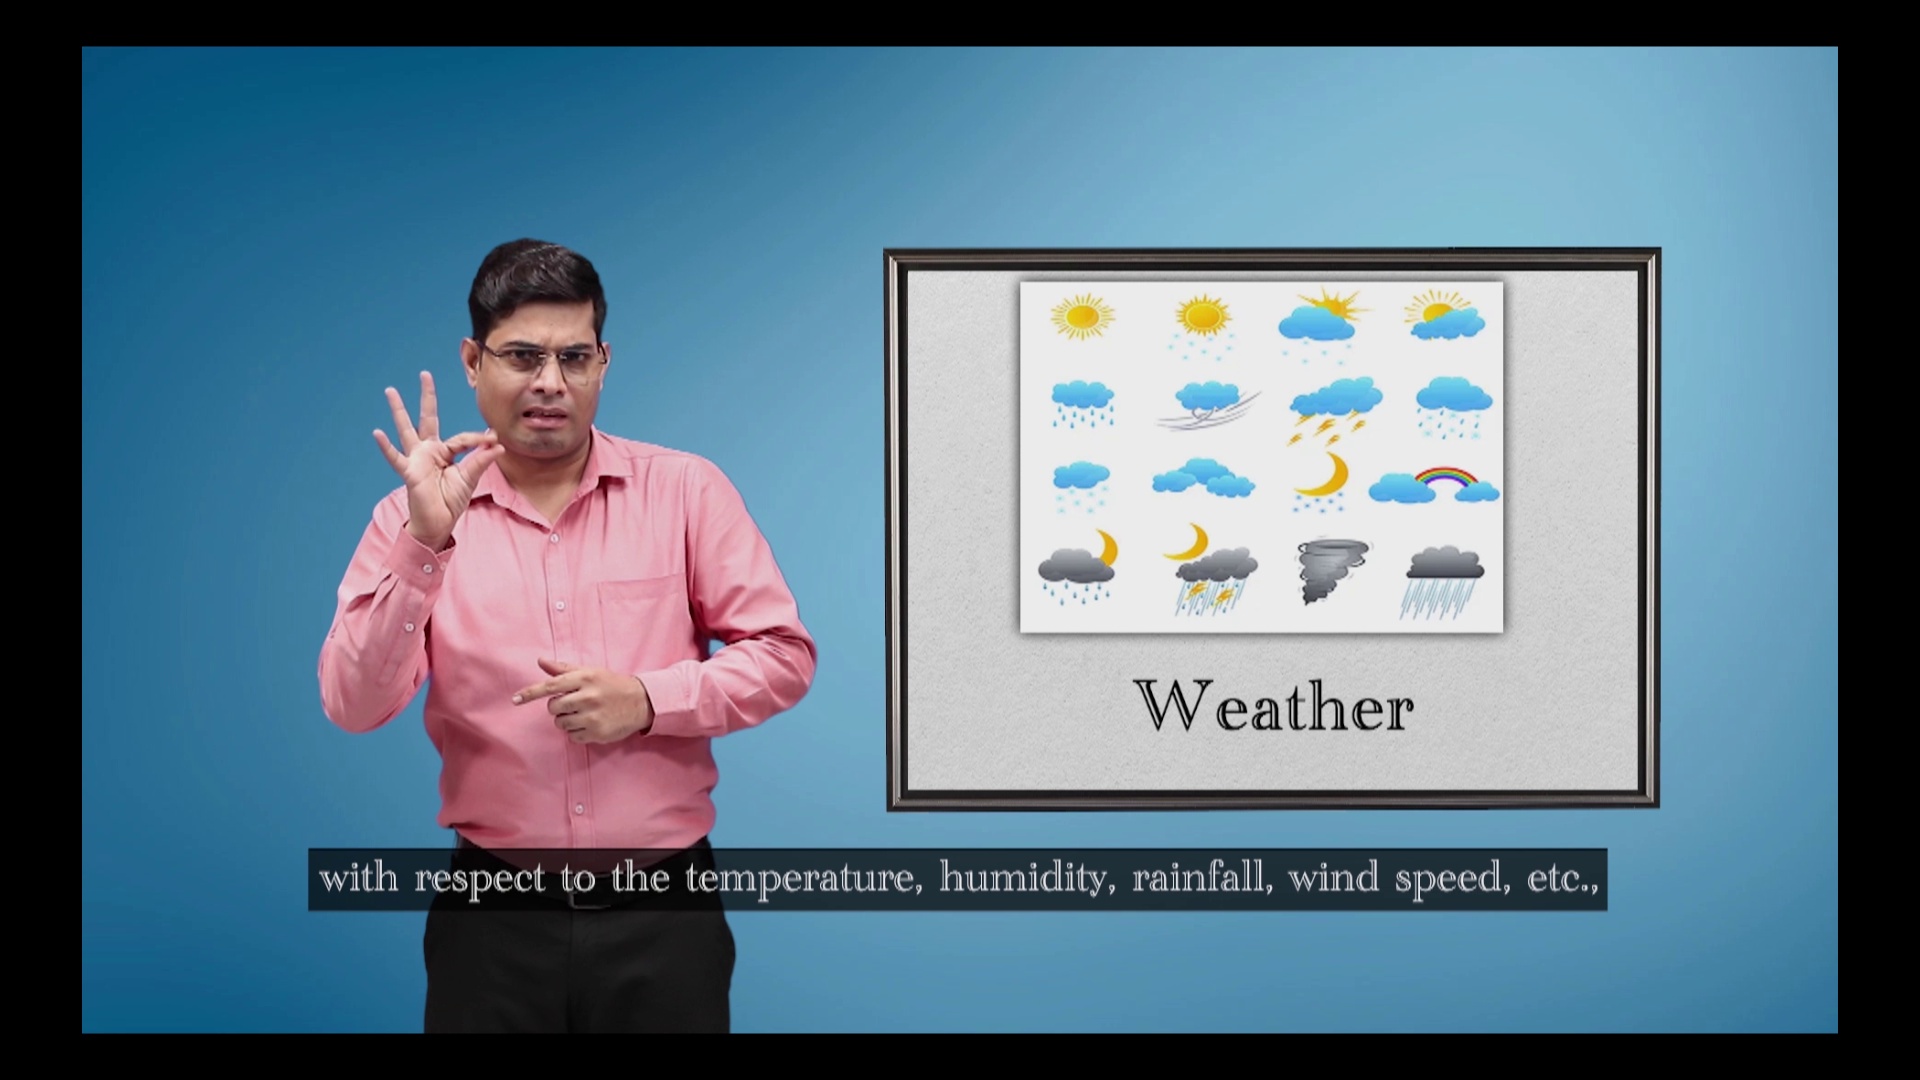 Weather
with respect to the temperature, humidity, rainfall, wind speed, etc.,